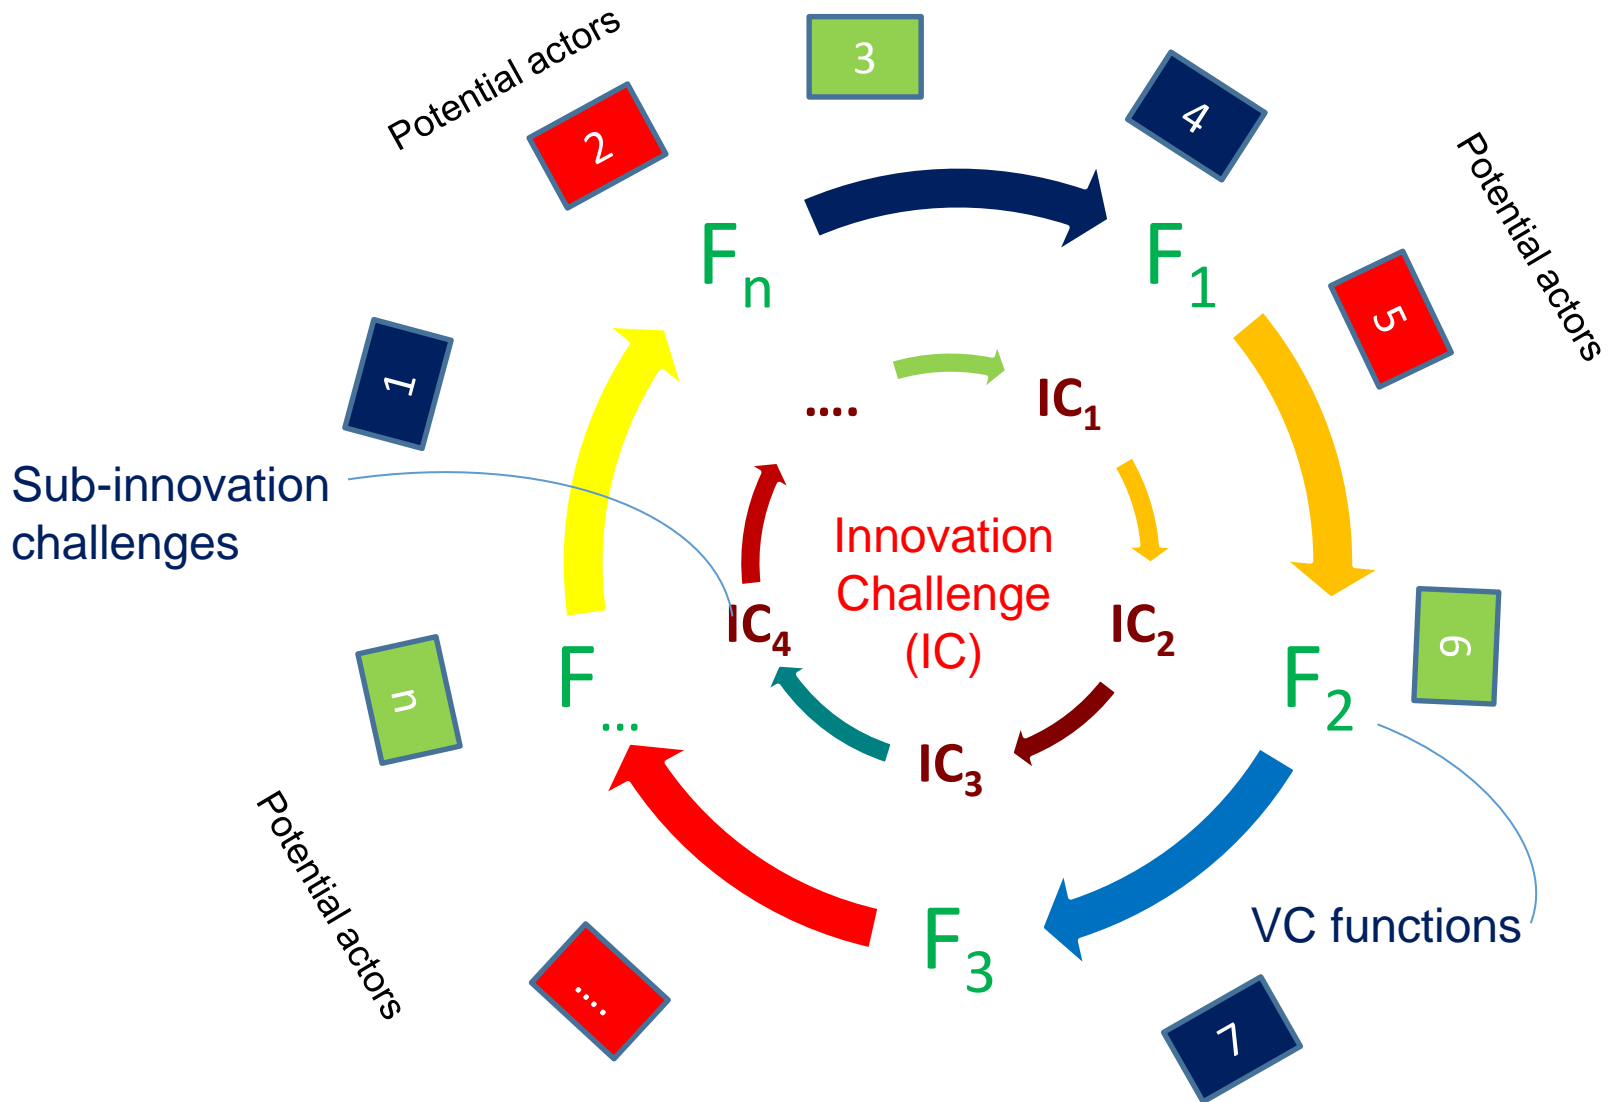 Potential actors
3
4
2
Potential actors
Fn
F1
5
1
....
IC1
Sub-innovation
challenges
Innovation
Challenge
(IC)
IC4
IC2
6
n
F...
F2
IC3
Potential actors
F3
VC functions
....
7